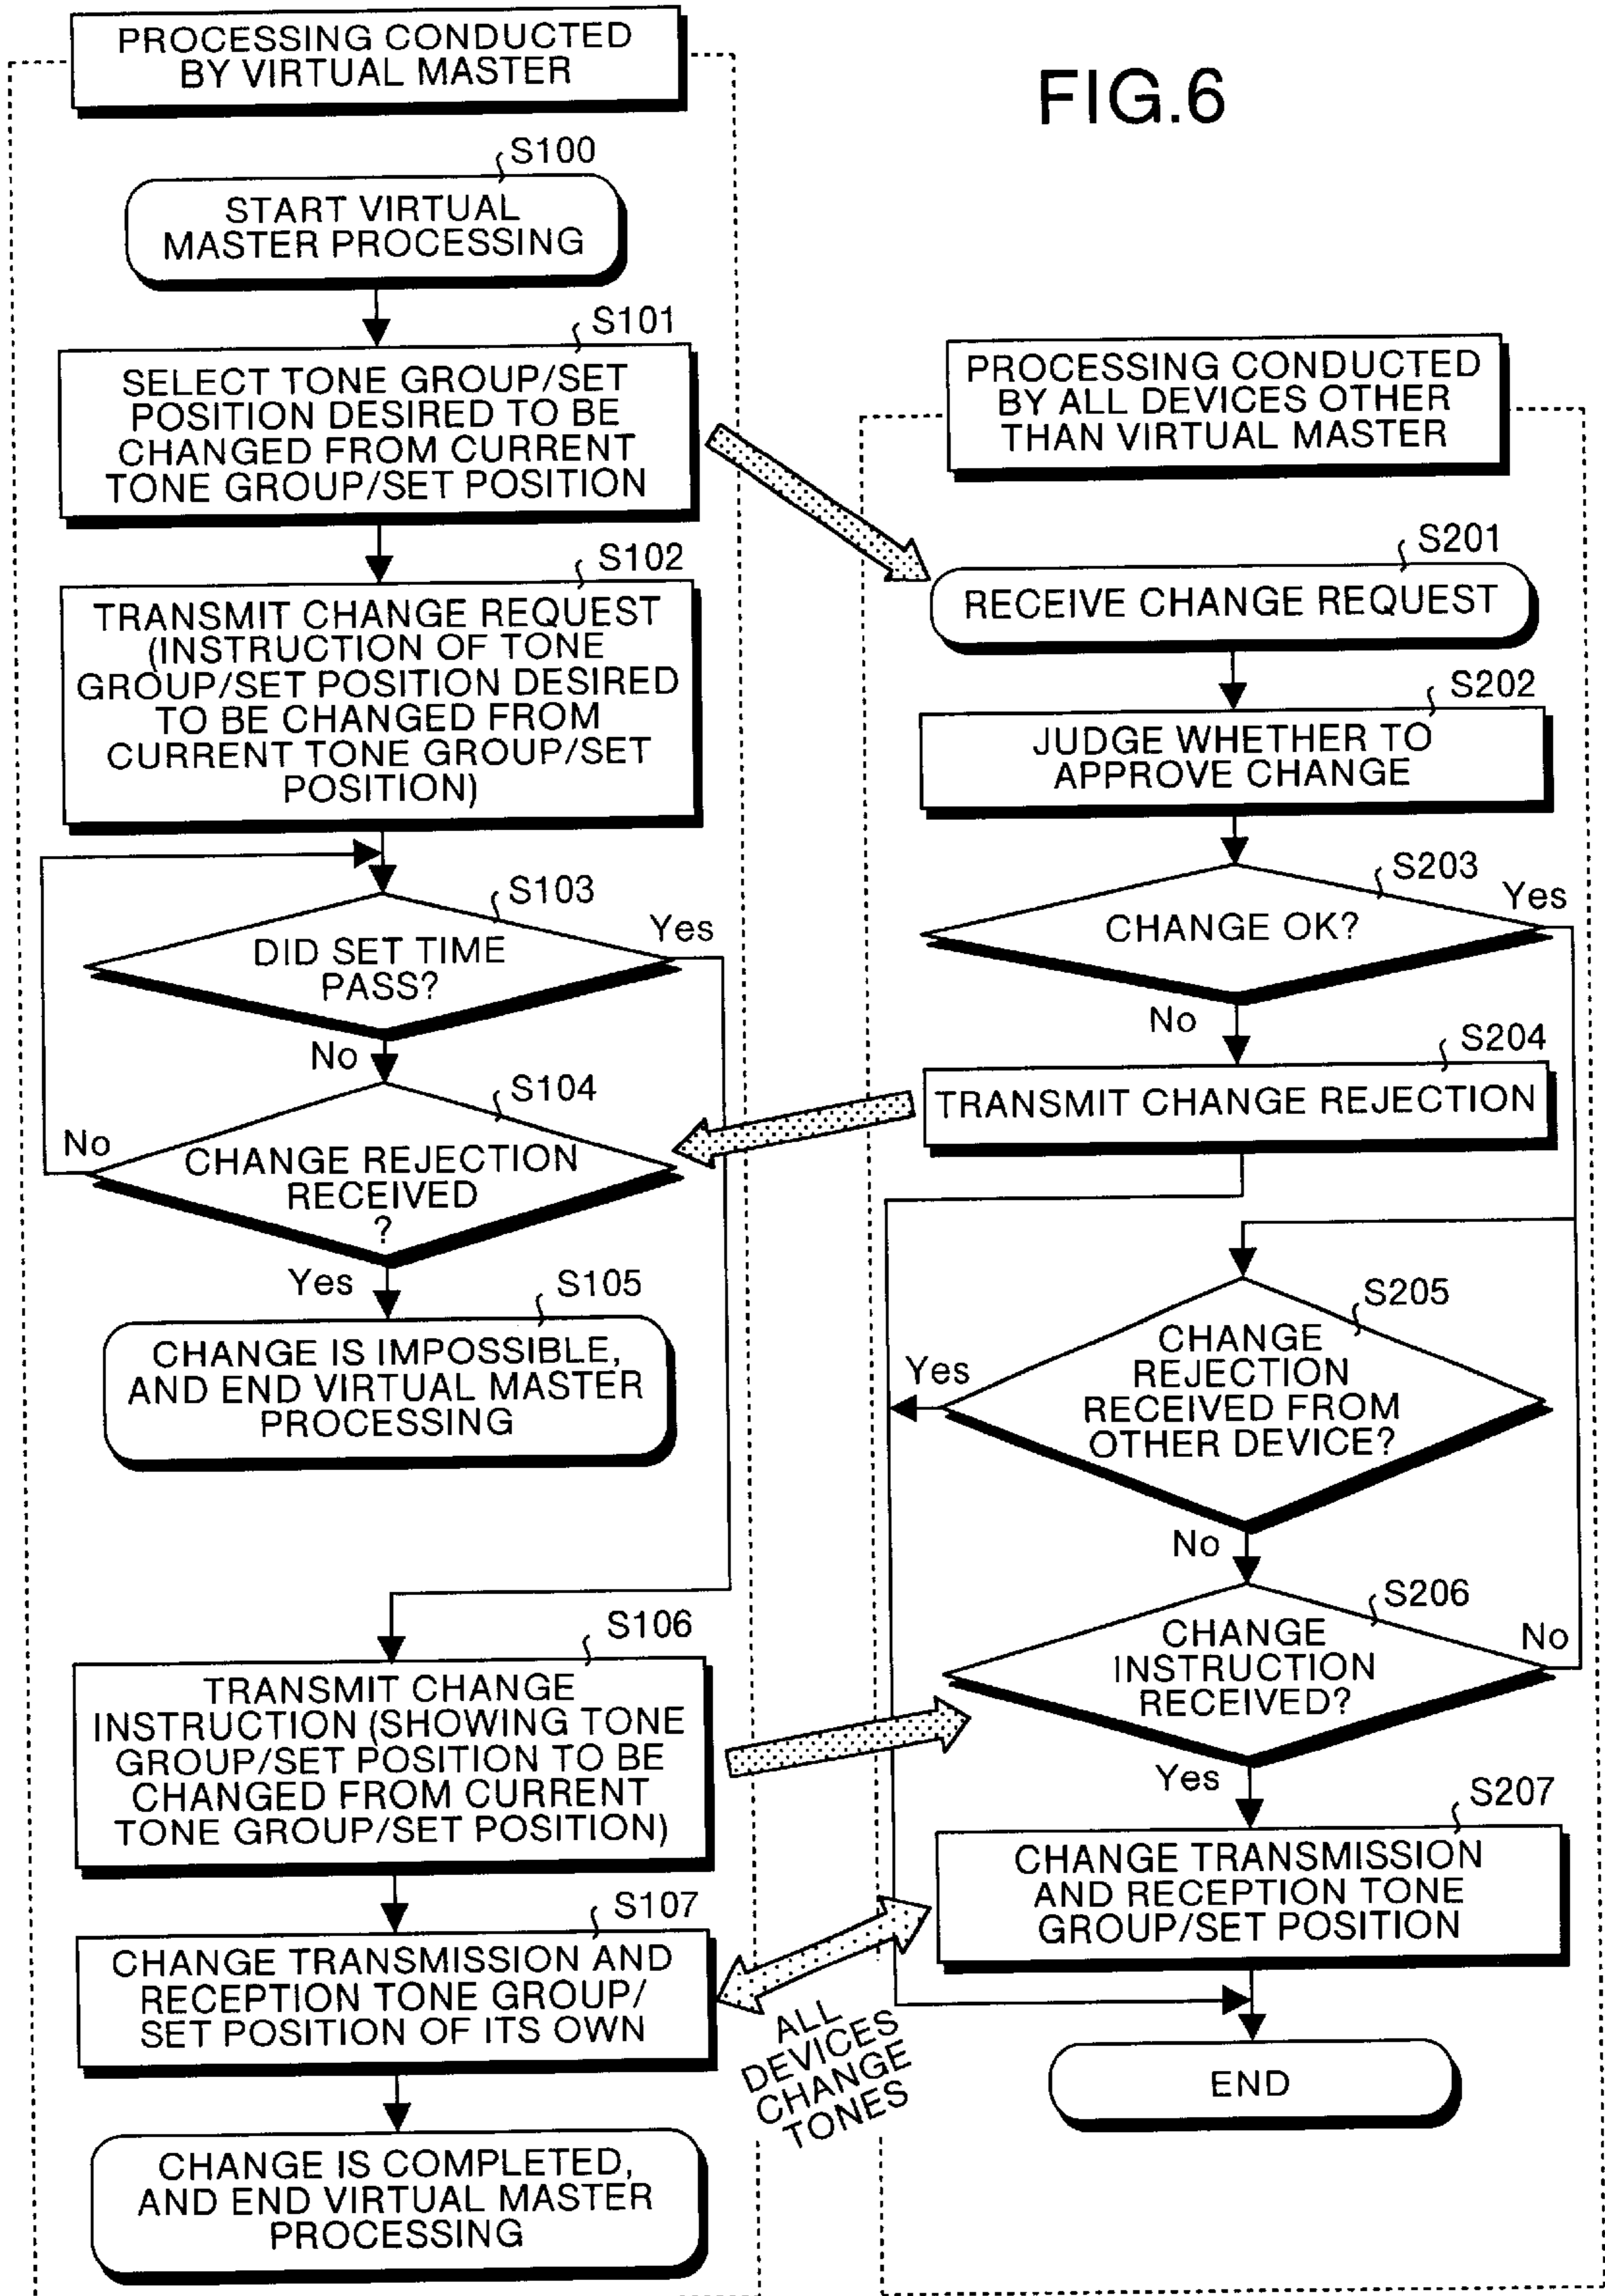 PROCESSING CONDUCTED
BY VIRTUAL MASTER
FIG.6
S100
START VIRTUAL
MASTER PROCESSING
S101
SELECT TONE GROUP/SET
POSITION DESIRED TO BE
CHANGED FROM CURRENT
TONE GROUP/SET POSITION
S102
TRANSMIT CHANGE REQUEST
(INSTRUCTION OF TONE
GROUP/SET POSITION DESIRED
TO BE CHANGED FROM
CURRENT TONE GROUP/SET
POSITION)
S103
DID SET TIME
PASS?
Yes
No
S104
CHANGE REJECTION
RECEIVED
?
No
Yes
S105
CHANGE IS IMPOSSIBLE,
AND END VIRTUAL MASTER
PROCESSING
S106
TRANSMIT CHANGE
INSTRUCTION (SHOWING TONE
GROUP/SET POSITION TO BE
CHANGED FROM CURRENT
TONE GROUP/SET POSITION)
S107
CHANGE TRANSMISSION AND
RECEPTION TONE GROUP/
SET POSITION OF ITS OWN
CHANGE IS COMPLETED,
AND END VIRTUAL MASTER
PROCESSING
ALL
DEVICES
CHANGE
TONES
PROCESSING CONDUCTED
BY ALL DEVICES OTHER
THAN VIRTUAL MASTER
S201
RECEIVE CHANGE REQUEST
S202
JUDGE WHETHER TO
APPROVE CHANGE
S203
CHANGE OK?
Yes
No
S204
TRANSMIT CHANGE REJECTION
S205
CHANGE
REJECTION
RECEIVED FROM
OTHER DEVICE?
Yes
No
S206
CHANGE
INSTRUCTION
RECEIVED?
No
Yes
S207
CHANGE TRANSMISSION
AND RECEPTION TONE
GROUP/SET POSITION
END